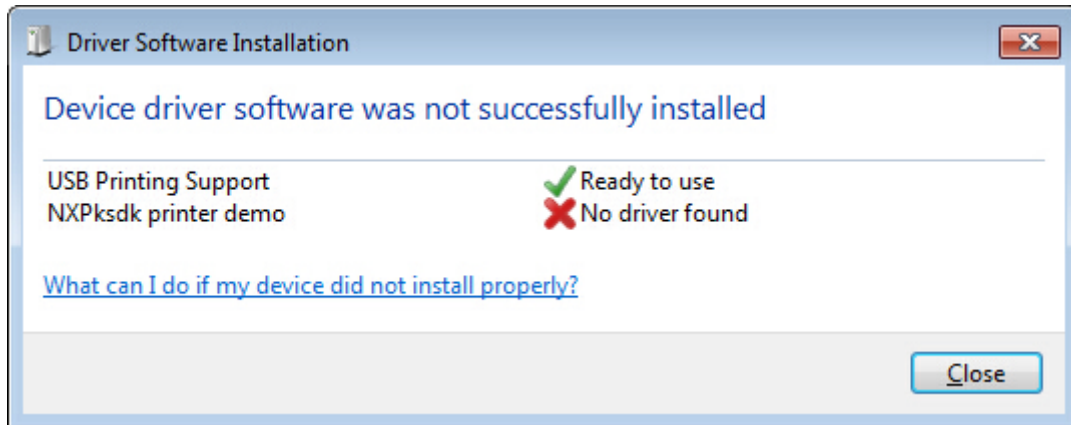 Driver Software Installation
Device driver software was not successfully installed
USB Printing Support Ready to use
NXPksdk printer demo No driver found
What can I do if my device did not install properly?
Close